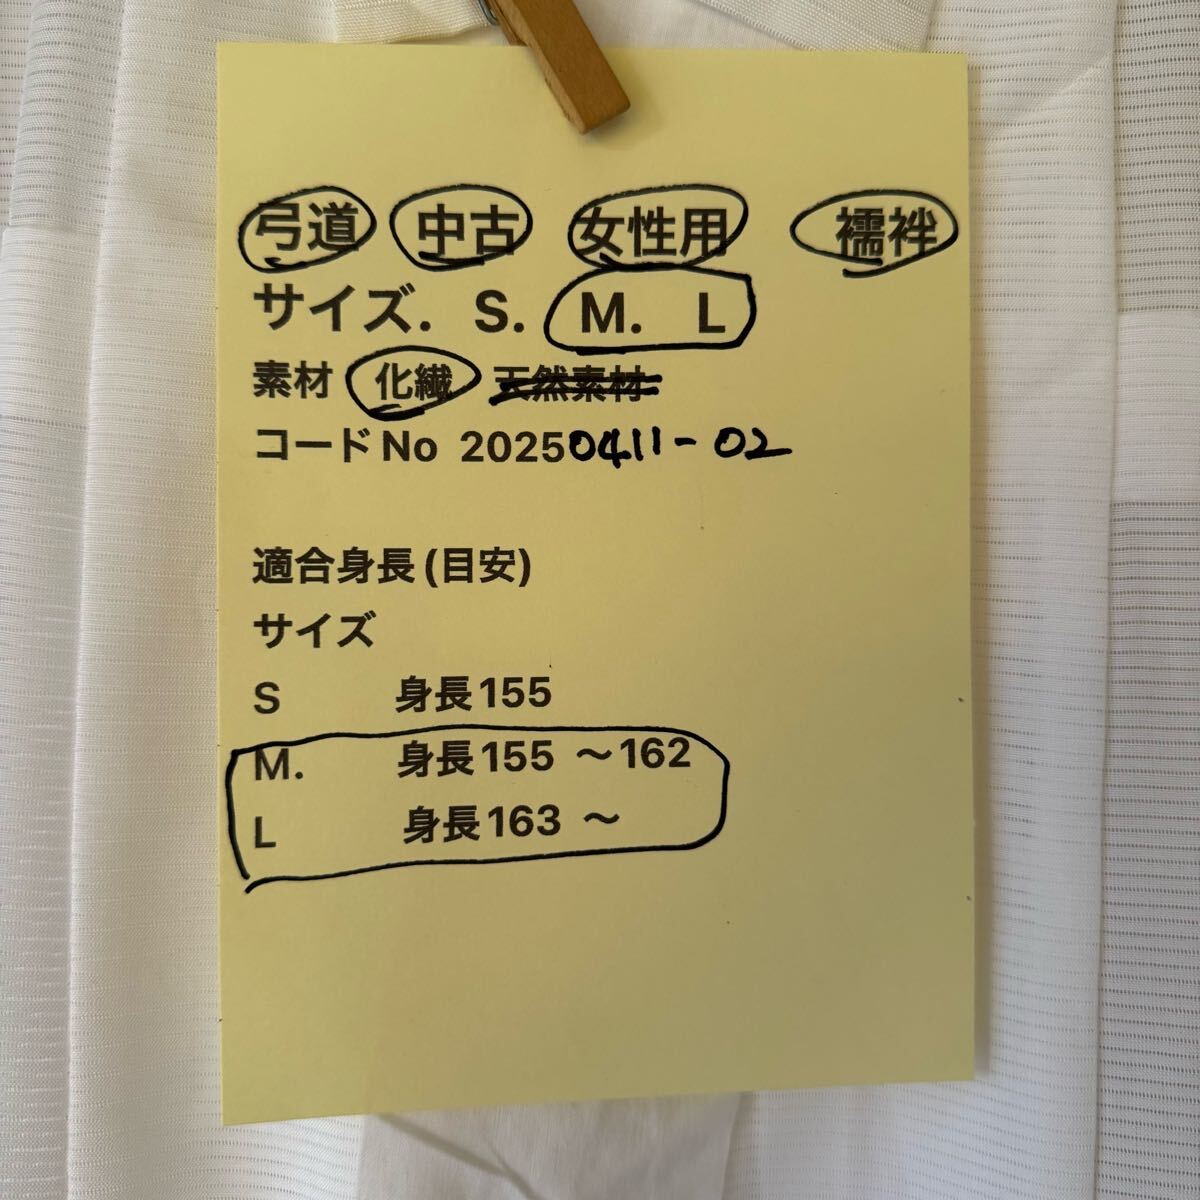 弓道 中古 女性用 襦袢
サイズ. S. M. L
素材 化繊 天然素材
コードNo 20250411-02
適合身長(目安)
サイズ
S 身長155
M. 身長155 〜162
L 身長163 〜